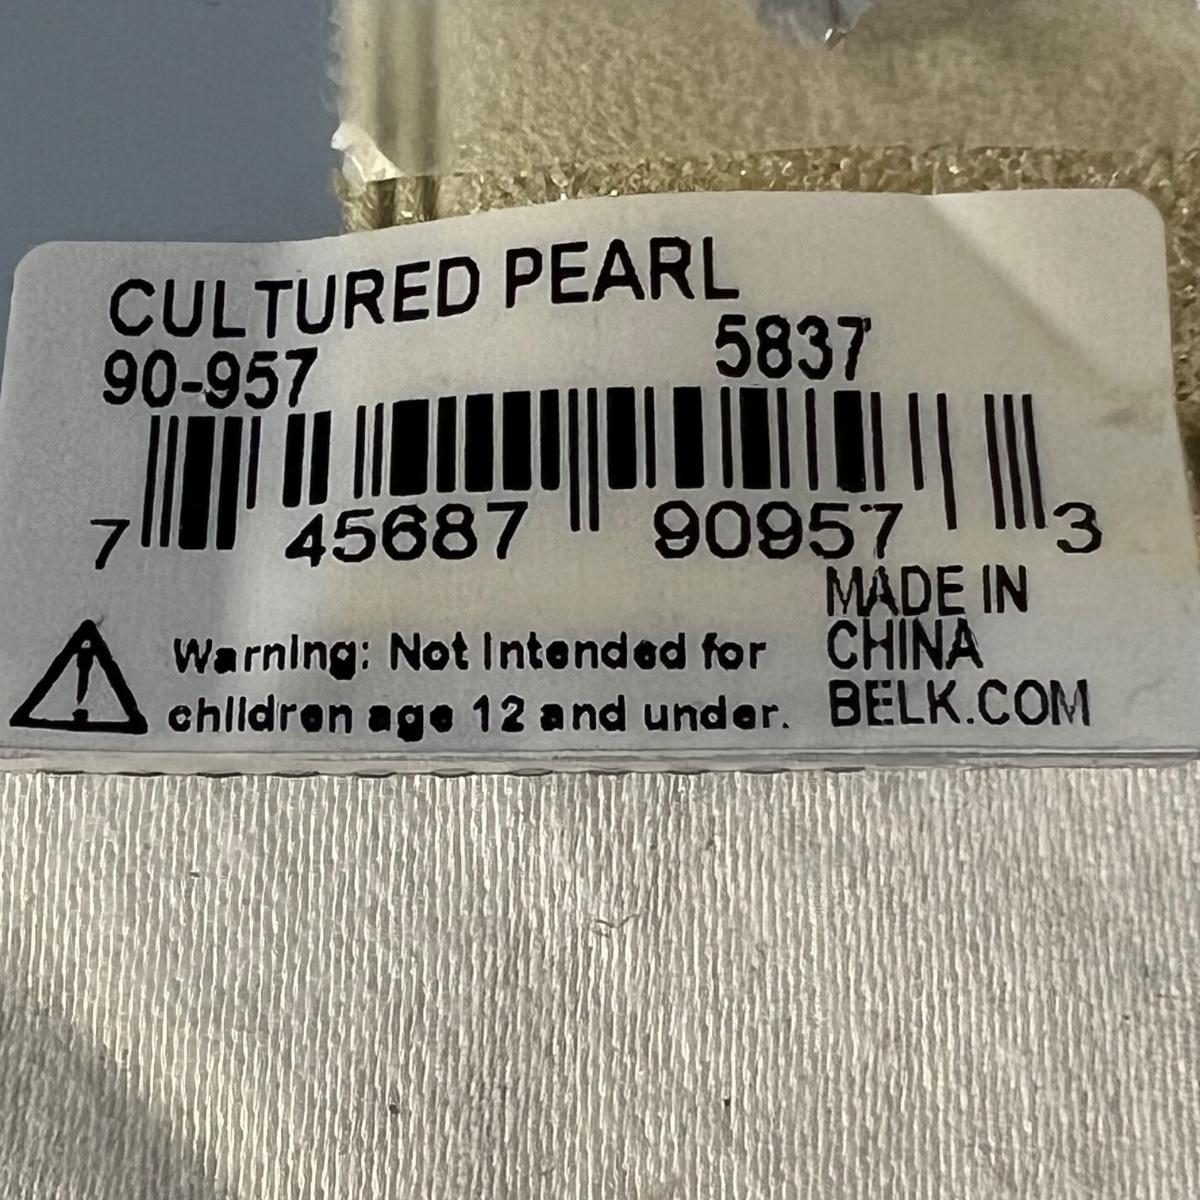 CULTURED PEARL
90-957 5837
7 45687 90957 3
MADE IN
CHINA
BELK.COM
Warning: Not Intended for
children age 12 and under.